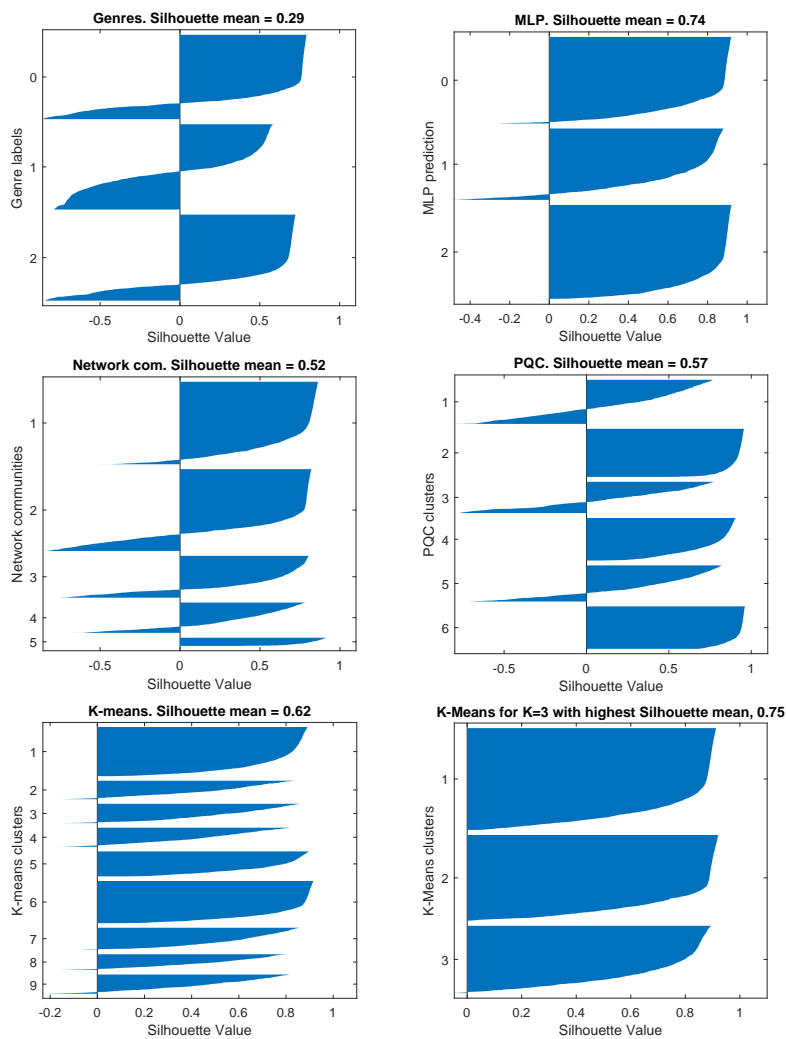 Genres. Silhouette mean = 0.29
0
1
2
Genre labels
-0.5 0 0.5 1
Silhouette Value
MLP. Silhouette mean = 0.74
0
1
2
MLP prediction
-0.4 -0.2 0 0.2 0.4 0.6 0.8 1
Silhouette Value
Network com. Silhouette mean = 0.52
1
2
3
4
5
Network communities
-0.5 0 0.5 1
Silhouette Value
PQC. Silhouette mean = 0.57
1
2
3
4
5
6
PQC clusters
-0.5 0 0.5 1
Silhouette Value
K-means. Silhouette mean = 0.62
1
2
3
4
5
6
7
8
9
K-means clusters
-0.2 0 0.2 0.4 0.6 0.8 1
Silhouette Value
K-Means for K=3 with highest Silhouette mean, 0.75
1
2
3
K-Means clusters
0 0.2 0.4 0.6 0.8 1
Silhouette Value